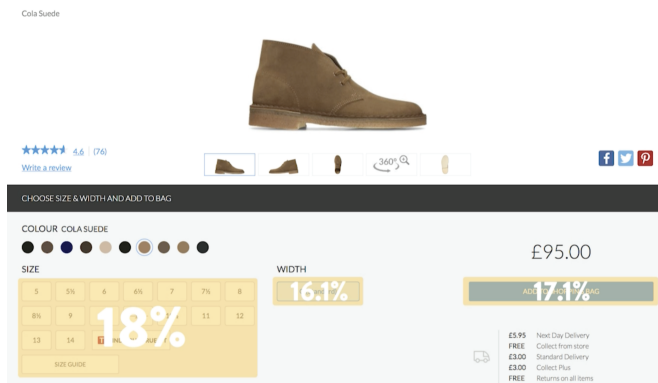 Cola Suede
4.6 (76)
Write a review
360°
CHOOSE SIZE & WIDTH AND ADD TO BAG
COLOUR COLA SUEDE
£95.00
SIZE
WIDTH
5 5½ 6 6½ 7 7½ 8
16.1%
17.1%
8½ 9 11 12
18%
13 14
SIZE GUIDE
£5.95 Next Day Delivery
FREE Collect from store
£3.00 Standard Delivery
£3.00 Collect Plus
FREE Returns on all items